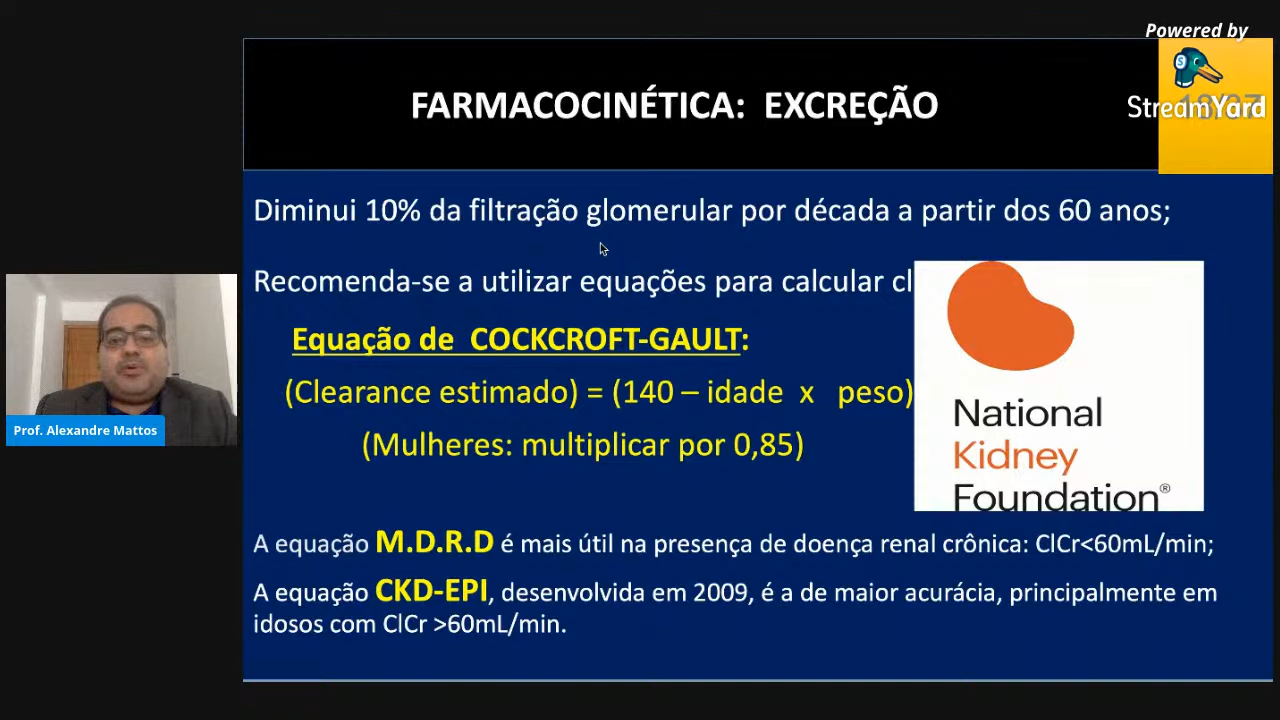 Powered by
StreamYard
FARMACOCINÉTICA: EXCREÇÃO
Diminui 10% da filtração glomerular por década a partir dos 60 anos;
Recomenda-se a utilizar equações para calcular cl
Equação de COCKCROFT-GAULT:
(Clearance estimado) = (140 – idade x peso)
(Mulheres: multiplicar por 0,85)
National
Kidney
Foundation®
A equação M.D.R.D é mais útil na presença de doença renal crônica: ClCr<60mL/min;
A equação CKD-EPI, desenvolvida em 2009, é a de maior acurácia, principalmente em
idosos com ClCr >60mL/min.
Prof. Alexandre Mattos